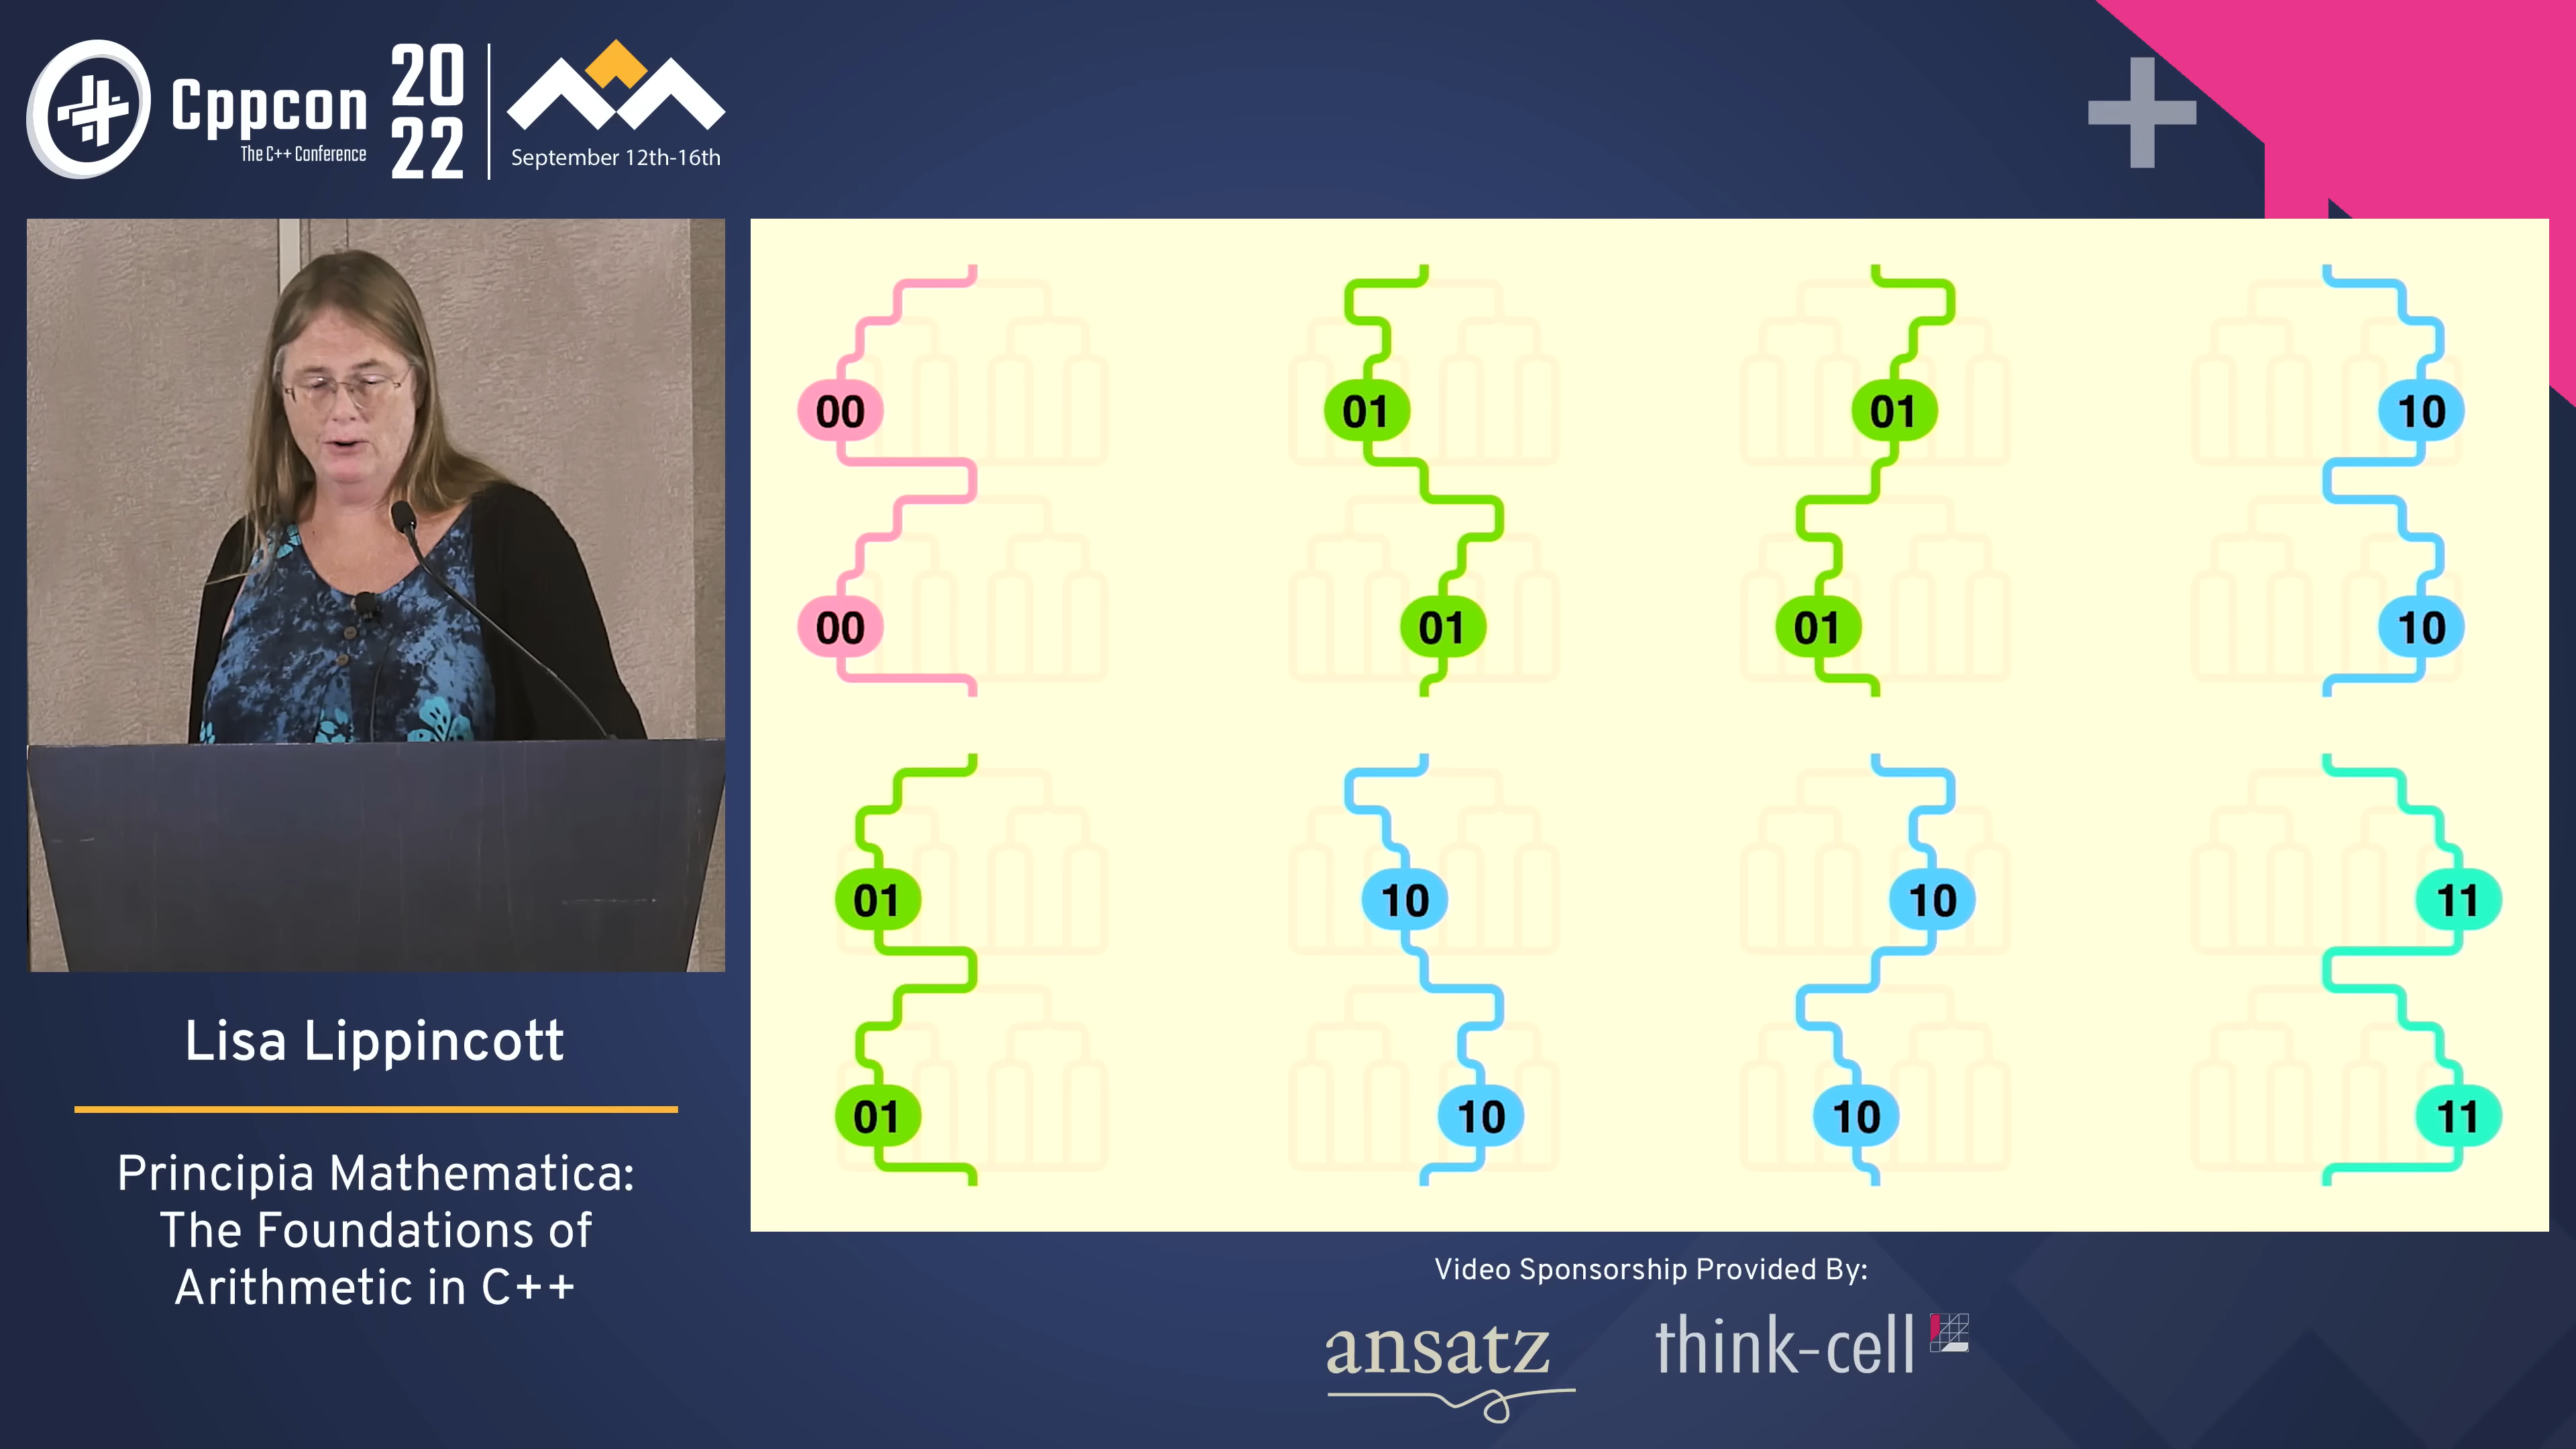 Cppcon
The C++ Conference
20
22
September 12th-16th
00 01 01 10
00 01 01 10
01 10 10 11
01 10 10 11
Lisa Lippincott
Principia Mathematica:
The Foundations of
Arithmetic in C++
Video Sponsorship Provided By:
ansatz
think-cell